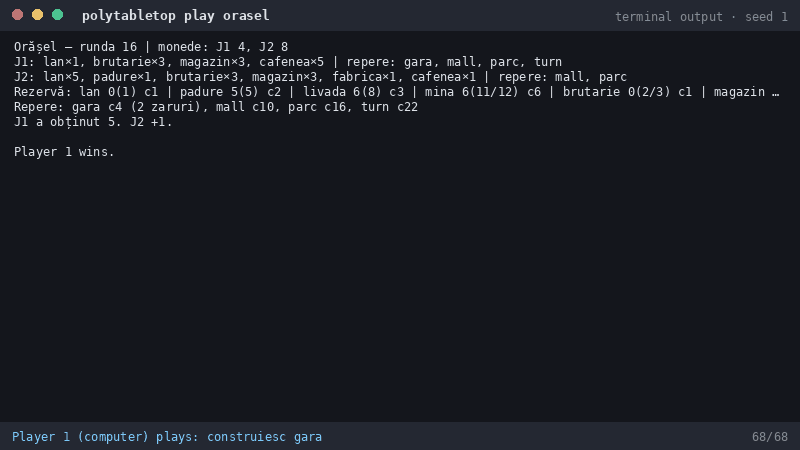 polytabletop play orasel
terminal output · seed 1
Orășel — runda 16 | monede: J1 4, J2 8
J1: lan×1, brutarie×3, magazin×3, cafenea×5 | repere: gara, mall, parc, turn
J2: lan×5, padure×1, brutarie×3, magazin×3, fabrica×1, cafenea×1 | repere: mall, parc
Rezervă: lan 0(1) c1 | padure 5(5) c2 | livada 6(8) c3 | mina 6(11/12) c6 | brutarie 0(2/3) c1 | magazin …
Repere: gara c4 (2 zaruri), mall c10, parc c16, turn c22
J1 a obținut 5. J2 +1.
Player 1 wins.
Player 1 (computer) plays: construiesc gara
68/68